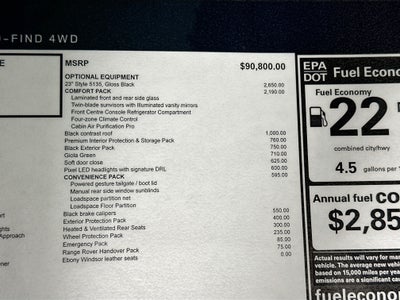 -FIND 4WD
MSRP $90,800.00
OPTIONAL EQUIPMENT
23" Style 5135, Gloss Black 2,850.00
COMFORT PACK 2,190.00
Laminated front and rear side glass
Twin-blade sunvisors with illuminated vanity mirrors
Front Centre Console Refrigerator Compartment
Four-zone Climate Control
Cabin Air Purification Pro
Black contrast roof 1,000.00
Premium Interior Protection & Storage Pack 760.00
Black Exterior Pack 750.00
Giola Green 710.00
Soft door close 625.00
Pixel LED headlights with signature DRL 600.00
CONVENIENCE PACK 595.00
Powered gesture tailgate / boot lid
Manual rear side window sunblinds
Loadspace partition net
Loadspace Floor Partition
Black brake calipers 550.00
Exterior Protection Pack 400.00
Heated & Ventilated Rear Seats 300.00
Wheel Protection Pack 235.00
Emergency Pack 85.00
Range Rover Handover Pack 75.00
Ebony Windsor leather seats 0.00
Approach
EPA
DOT
Fuel Econo
Fuel Economy
22
combined city/hwy
4.5 gallons per
Annual fuel CO
$2,85
Actual results will vary for ma
vehicle. The average new vehic
based on 15,000 miles per year
emissions are a significant cau
fueleconom